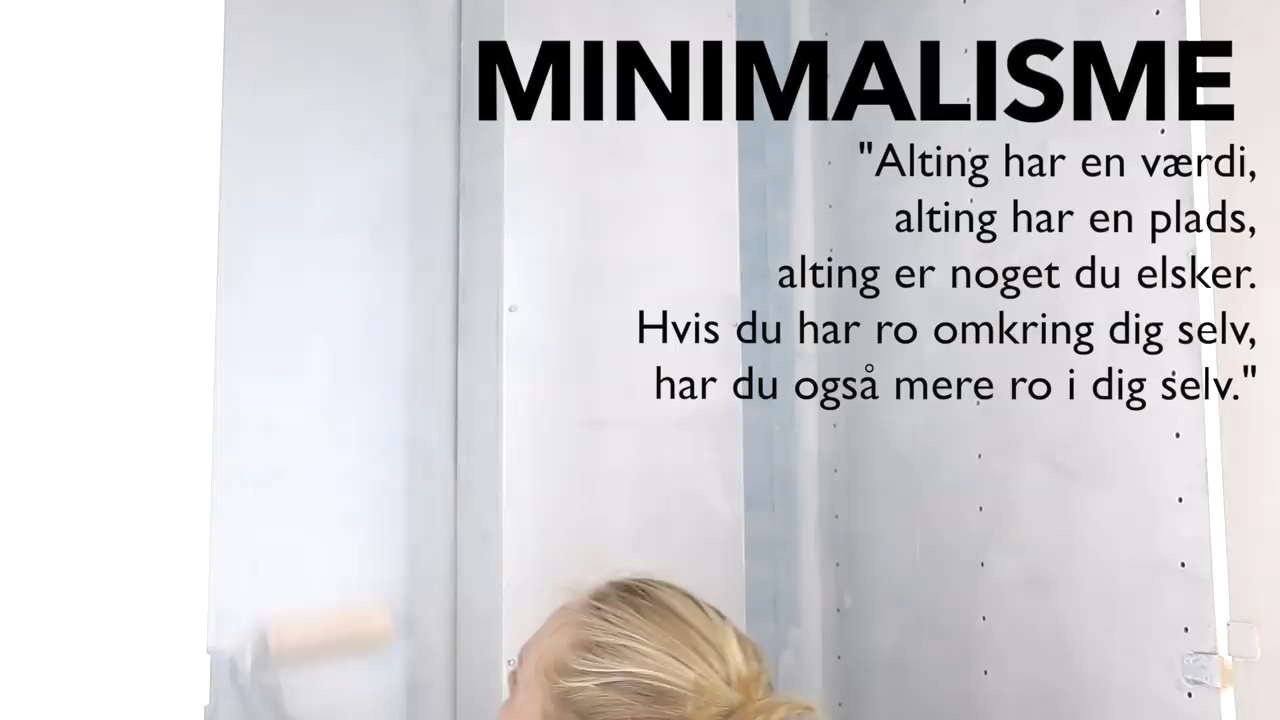 MINIMALISME
"Alting har en værdi,
alting har en plads,
alting er noget du elsker.
Hvis du har ro omkring dig selv,
har du også mere ro i dig selv."